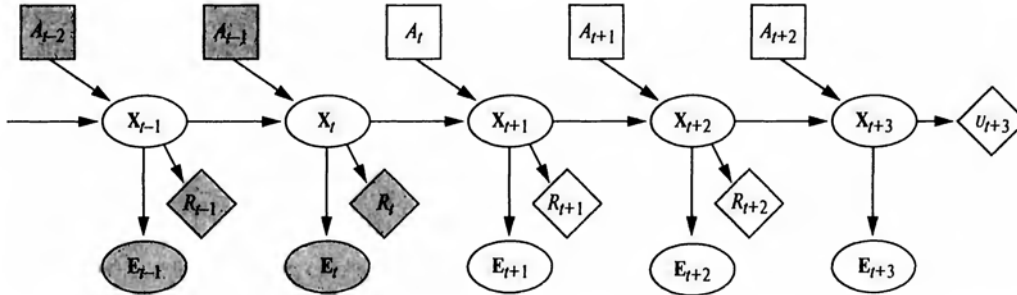 A_{t-2} A_{t-1} A_t A_{t+1} A_{t+2}
X_{t-1} X_t X_{t+1} X_{t+2} X_{t+3} U_{t+3}
R_{t-1} R_t R_{t+1} R_{t+2}
E_{t-1} E_t E_{t+1} E_{t+2} E_{t+3}